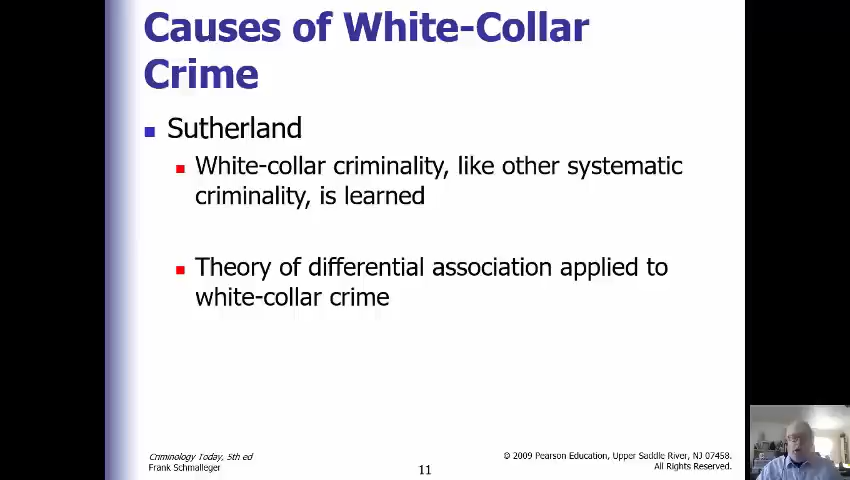 Causes of White-Collar
Crime
Sutherland
White-collar criminality, like other systematic
criminality, is learned
Theory of differential association applied to
white-collar crime
Criminology Today, 5th ed
Frank Schmalleger
11
© 2009 Pearson Education, Upper Saddle River, NJ 07458.
All Rights Reserved.